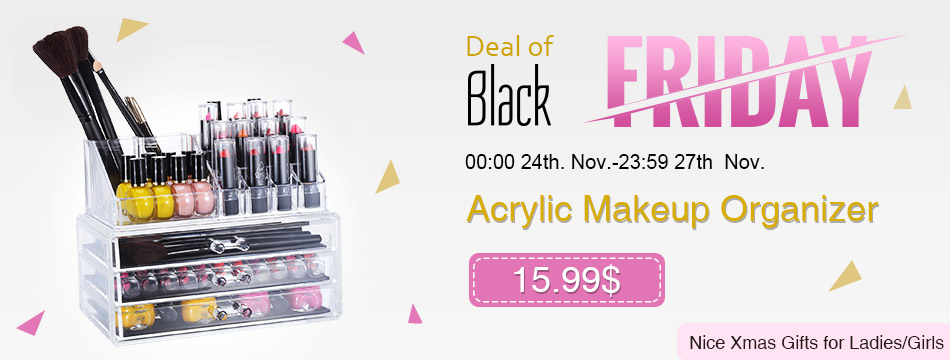 Deal of
Black FRIDAY
00:00 24th. Nov.-23:59 27th Nov.
Acrylic Makeup Organizer
15.99$
Nice Xmas Gifts for Ladies/Girls